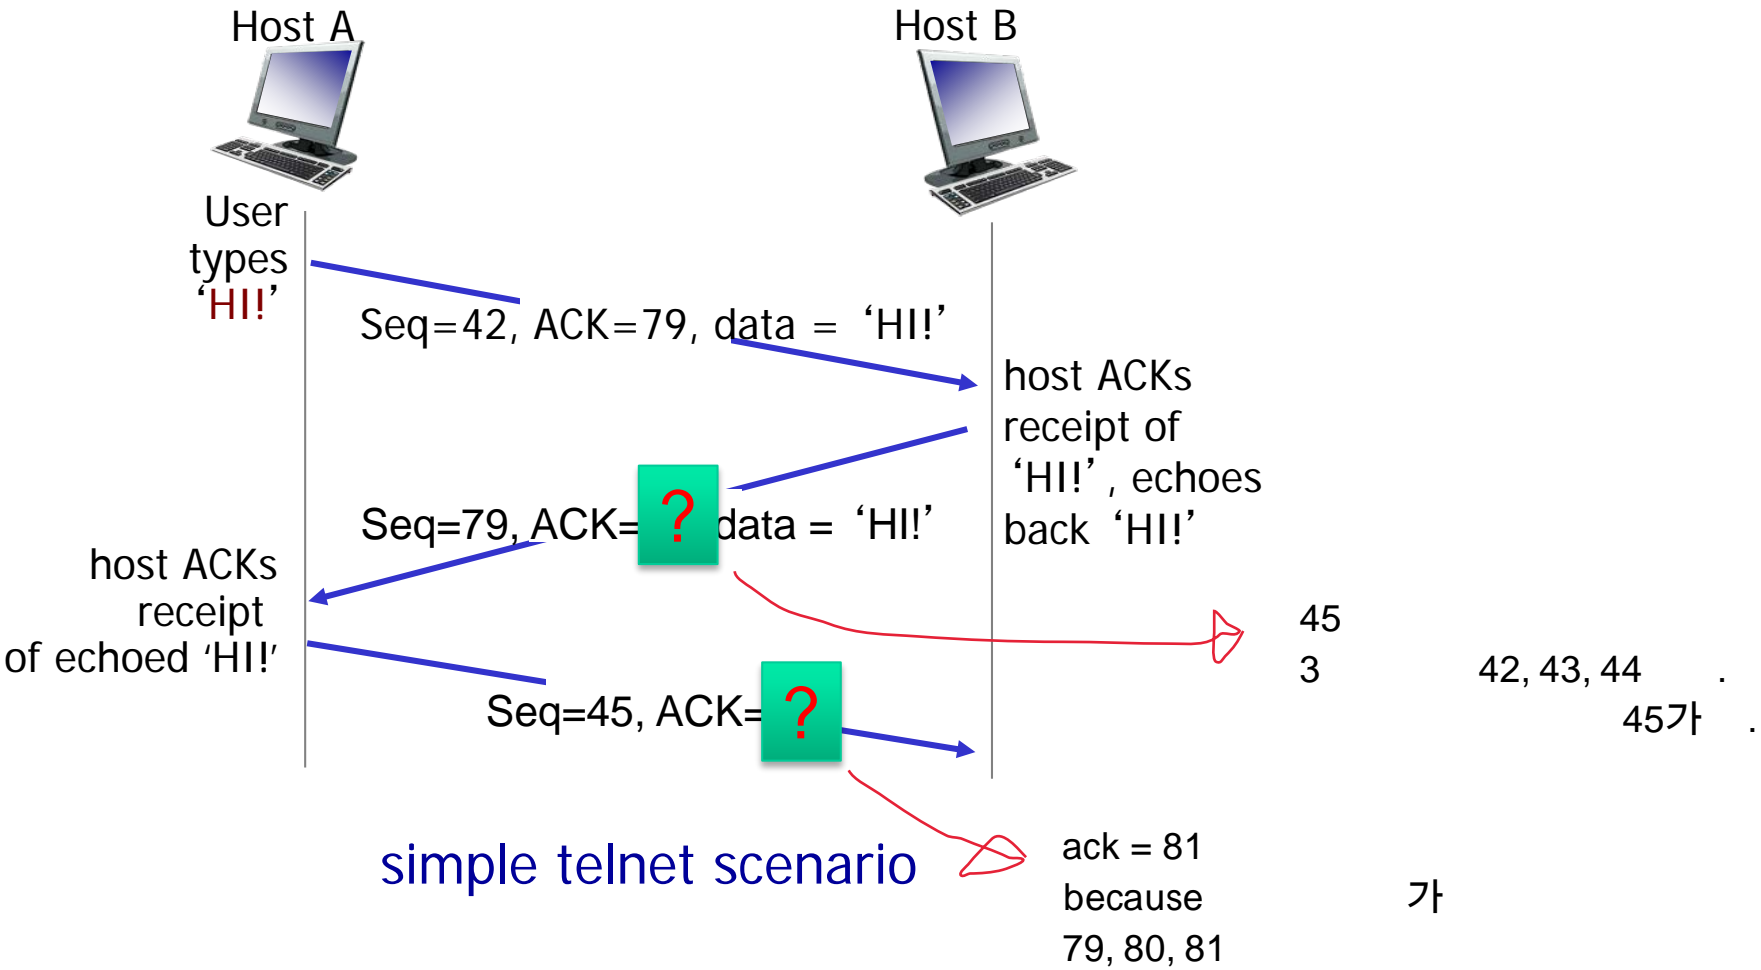 Host A
Host B
User
types
‘HI!’
Seq=42, ACK=79, data = ‘HI!’
host ACKs
receipt of
‘HI!’, echoes
back ‘HI!’
Seq=79, ACK= ? data = ‘HI!’
host ACKs
receipt
of echoed ‘HI!’
45
3 42, 43, 44 .
45가 .
Seq=45, ACK= ?
simple telnet scenario
ack = 81
because 가
79, 80, 81